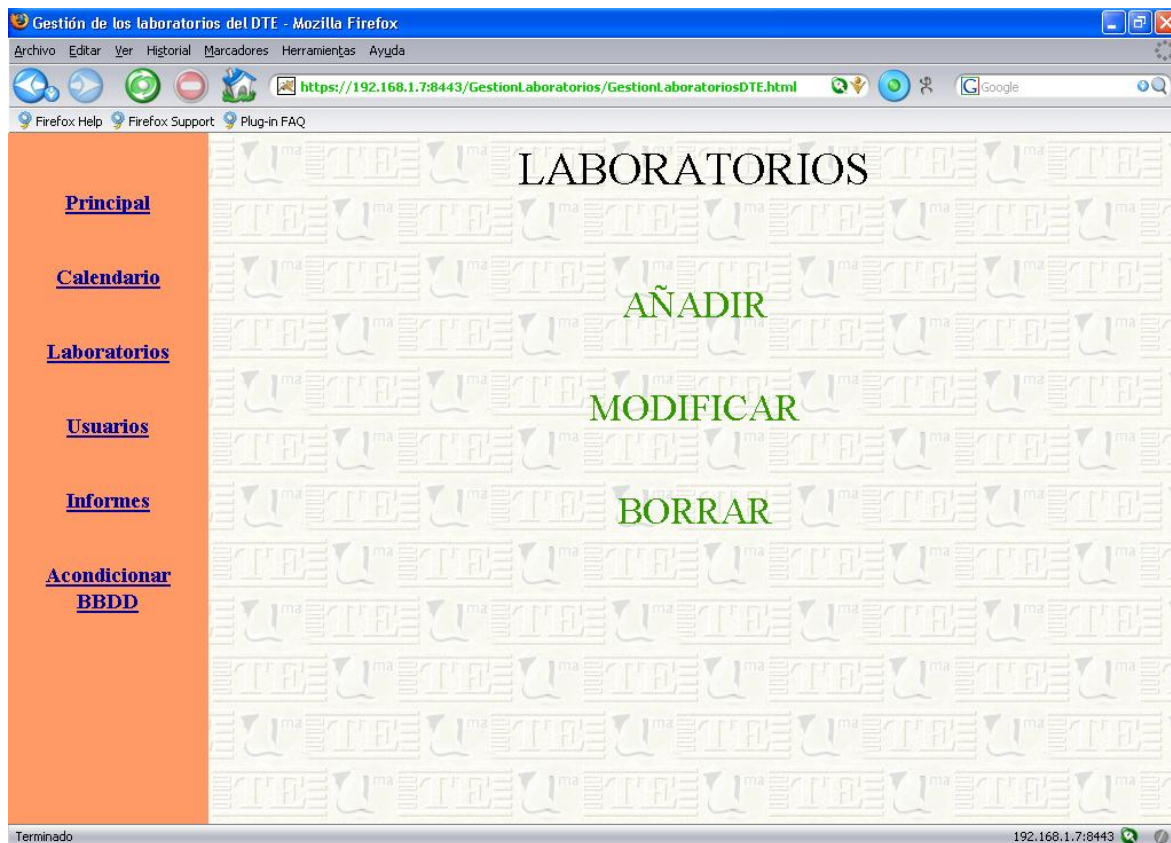 Gestión de los laboratorios del DTE - Mozilla Firefox
Archivo Editar Ver Historial Marcadores Herramientas Ayuda
https://192.168.1.7:8443/GestionLaboratorios/GestionLaboratoriosDTE.html
G Google
Firefox Help Firefox Support Plug-in FAQ
LABORATORIOS
Principal
Calendario
AÑADIR
Laboratorios
MODIFICAR
Usuarios
Informes
BORRAR
Acondicionar
BBDD
Terminado 192.168.1.7:8443